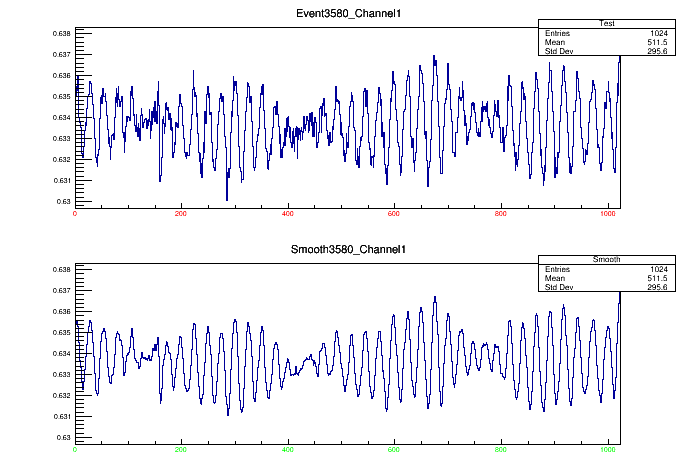 Event3580_Channel1
Test
Entries 1024
Mean 511.5
Std Dev 295.6
0.638
0.637
0.636
0.635
0.634
0.633
0.632
0.631
0.63
0 200 400 600 800 1000
Smooth3580_Channel1
Smooth
Entries 1024
Mean 511.5
Std Dev 295.6
0.638
0.637
0.636
0.635
0.634
0.633
0.632
0.631
0.63
0 200 400 600 800 1000